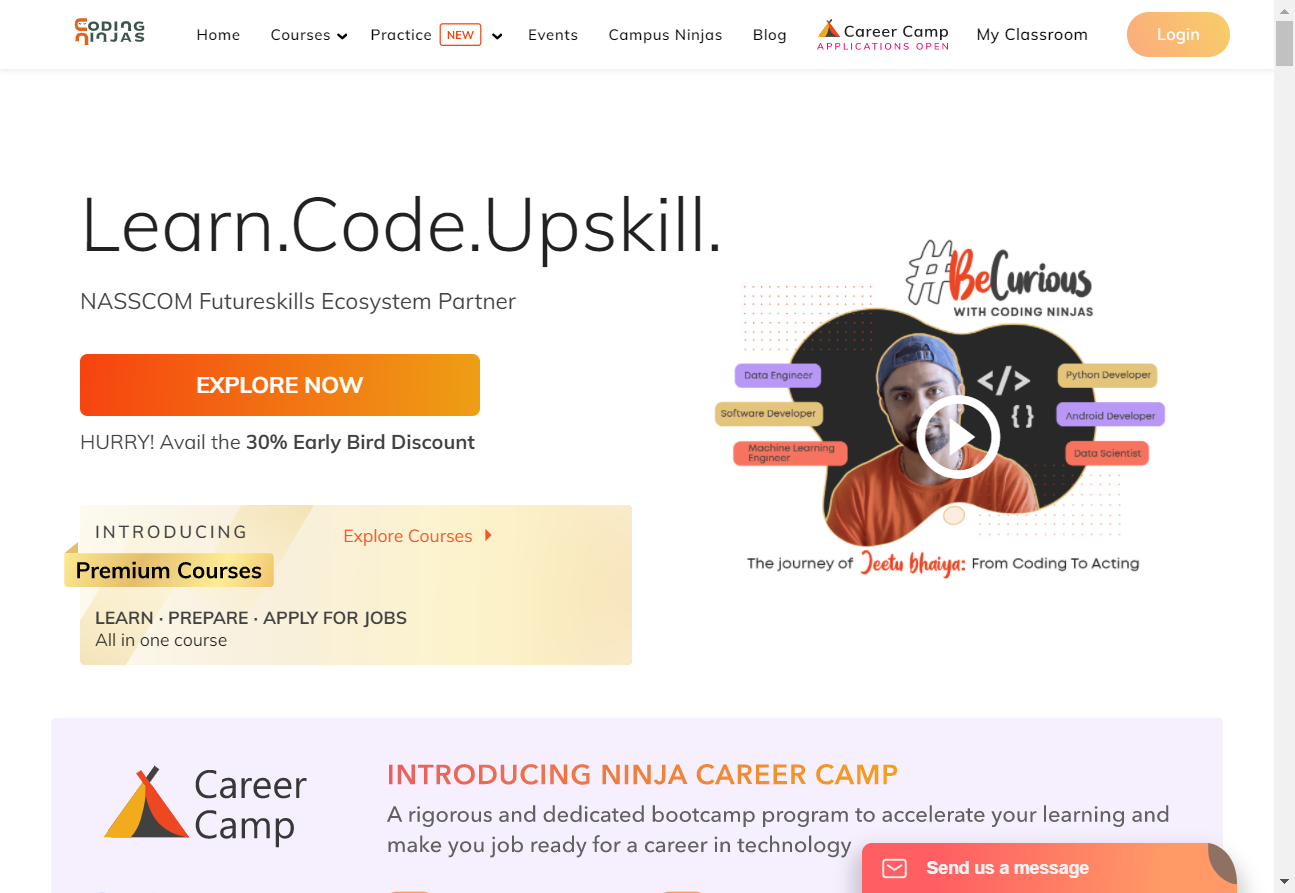 CODING
NINJAS
Home
Courses
Practice
NEW
Events
Campus Ninjas
Blog
Career Camp
APPLICATIONS OPEN
My Classroom
Login
Learn.Code.Upskill.
NASSCOM Futureskills Ecosystem Partner
EXPLORE NOW
HURRY! Avail the 30% Early Bird Discount
INTRODUCING
Explore Courses
Premium Courses
LEARN · PREPARE · APPLY FOR JOBS
All in one course
#BeCurious
WITH CODING NINJAS
</>
{ }
Data Engineer
Software Developer
Machine Learning
Engineer
Python Developer
Android Developer
Data Scientist
The journey of Jeetu bhaiya: From Coding To Acting
Career
Camp
INTRODUCING NINJA CAREER CAMP
A rigorous and dedicated bootcamp program to accelerate your learning and
make you job ready for a career in technology
Send us a message